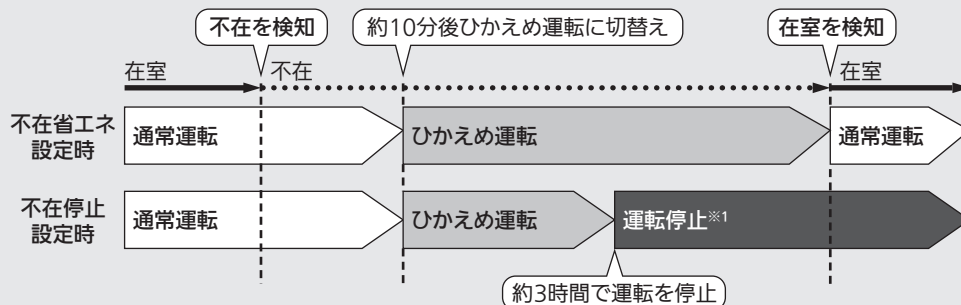 不在を検知
約10分後ひかえめ運転に切替え
在室を検知
在室
不在
在室
不在省エネ
設定時
通常運転
ひかえめ運転
通常運転
不在停止
設定時
通常運転
ひかえめ運転
運転停止※1
約3時間で運転を停止